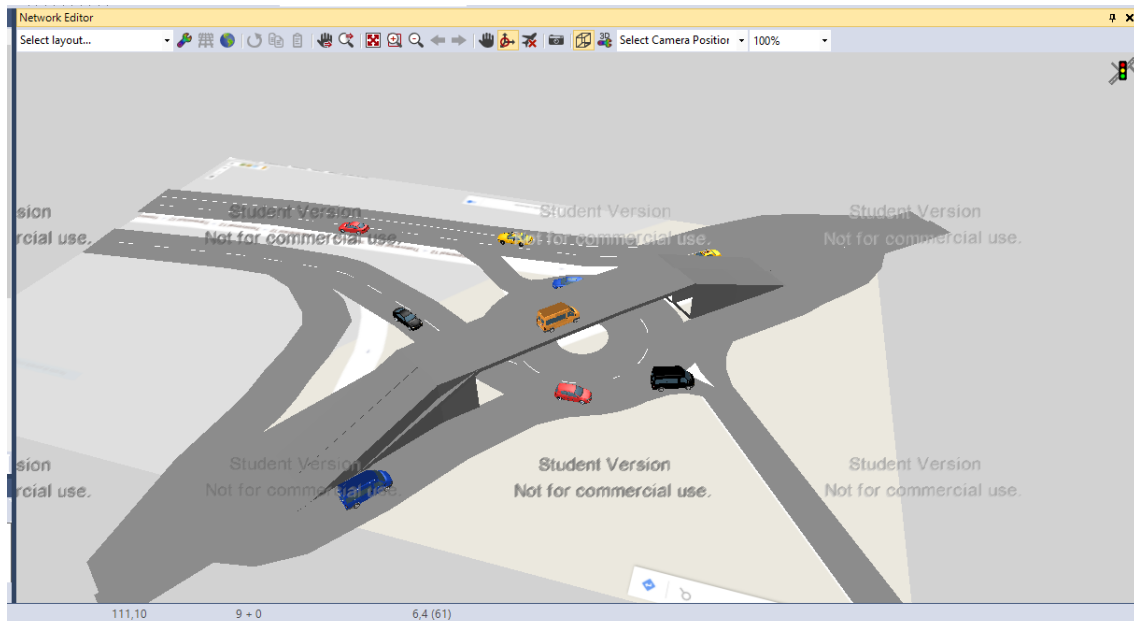 Network Editor
Select layout...
Select Camera Position
100%
sion Student Version Student Version Student Version
rcial use. Not for commercial use. Not for commercial use. Not for commercial use.
sion Student Version Student Version Student Version
rcial use. Not for commercial use. Not for commercial use. Not for commercial use.
111,10 9 + 0 6,4 (61)